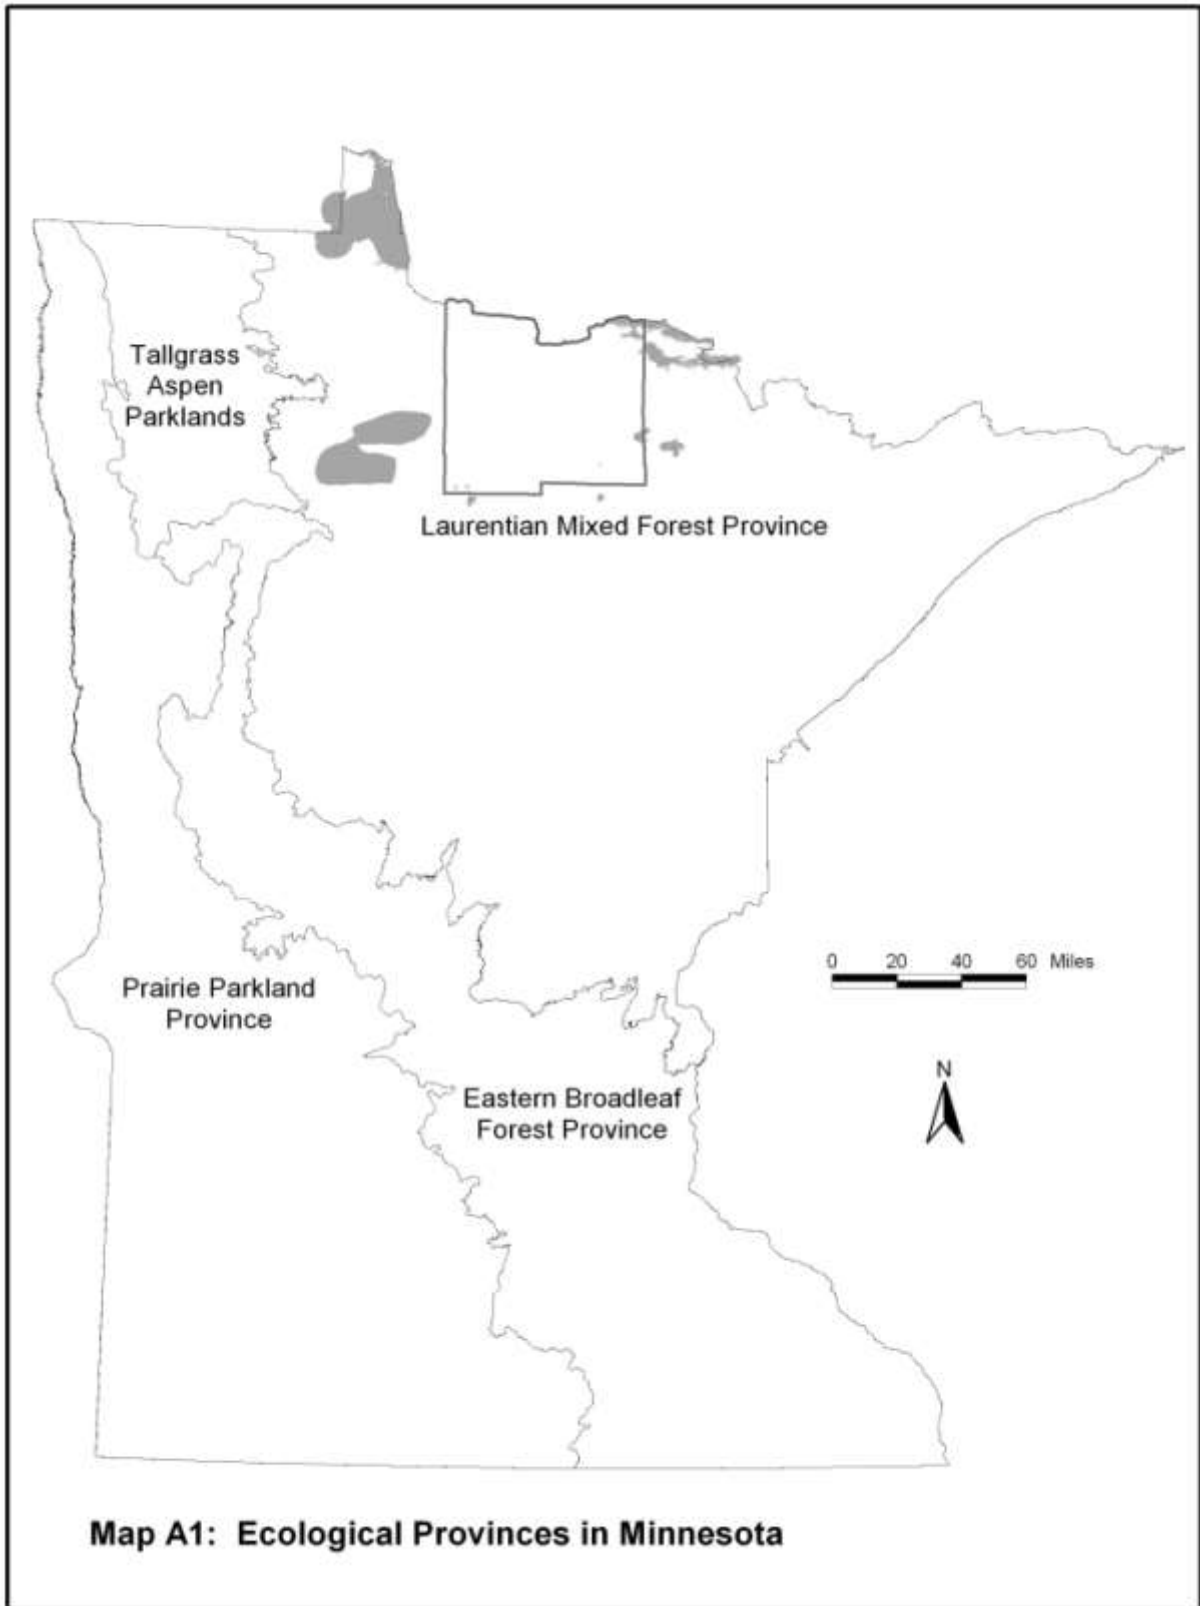 Tallgrass
Aspen
Parklands
Laurentian Mixed Forest Province
0 20 40 60 Miles
Prairie Parkland
Province
N
Eastern Broadleaf
Forest Province
Map A1: Ecological Provinces in Minnesota